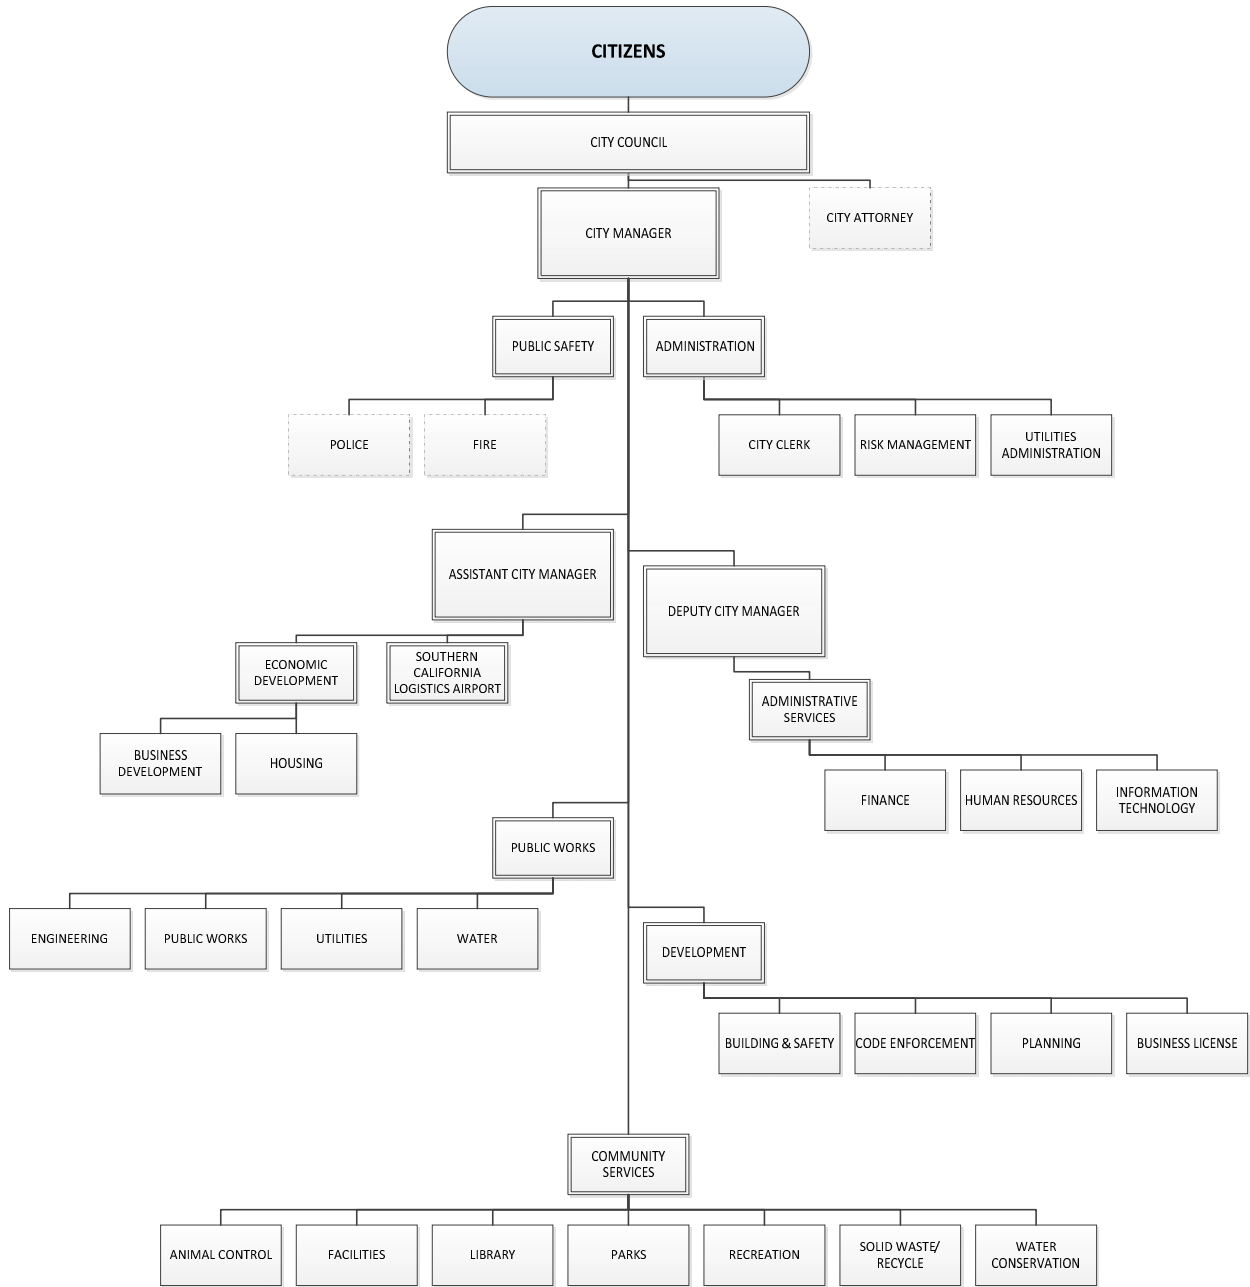 CITIZENS
CITY COUNCIL
CITY MANAGER
CITY ATTORNEY
PUBLIC SAFETY
ADMINISTRATION
POLICE
FIRE
CITY CLERK
RISK MANAGEMENT
UTILITIES
ADMINISTRATION
ASSISTANT CITY MANAGER
DEPUTY CITY MANAGER
ECONOMIC
DEVELOPMENT
SOUTHERN
CALIFORNIA
LOGISTICS AIRPORT
ADMINISTRATIVE
SERVICES
BUSINESS
DEVELOPMENT
HOUSING
FINANCE
HUMAN RESOURCES
INFORMATION
TECHNOLOGY
PUBLIC WORKS
ENGINEERING
PUBLIC WORKS
UTILITIES
WATER
DEVELOPMENT
BUILDING & SAFETY
CODE ENFORCEMENT
PLANNING
BUSINESS LICENSE
COMMUNITY
SERVICES
ANIMAL CONTROL
FACILITIES
LIBRARY
PARKS
RECREATION
SOLID WASTE/
RECYCLE
WATER
CONSERVATION